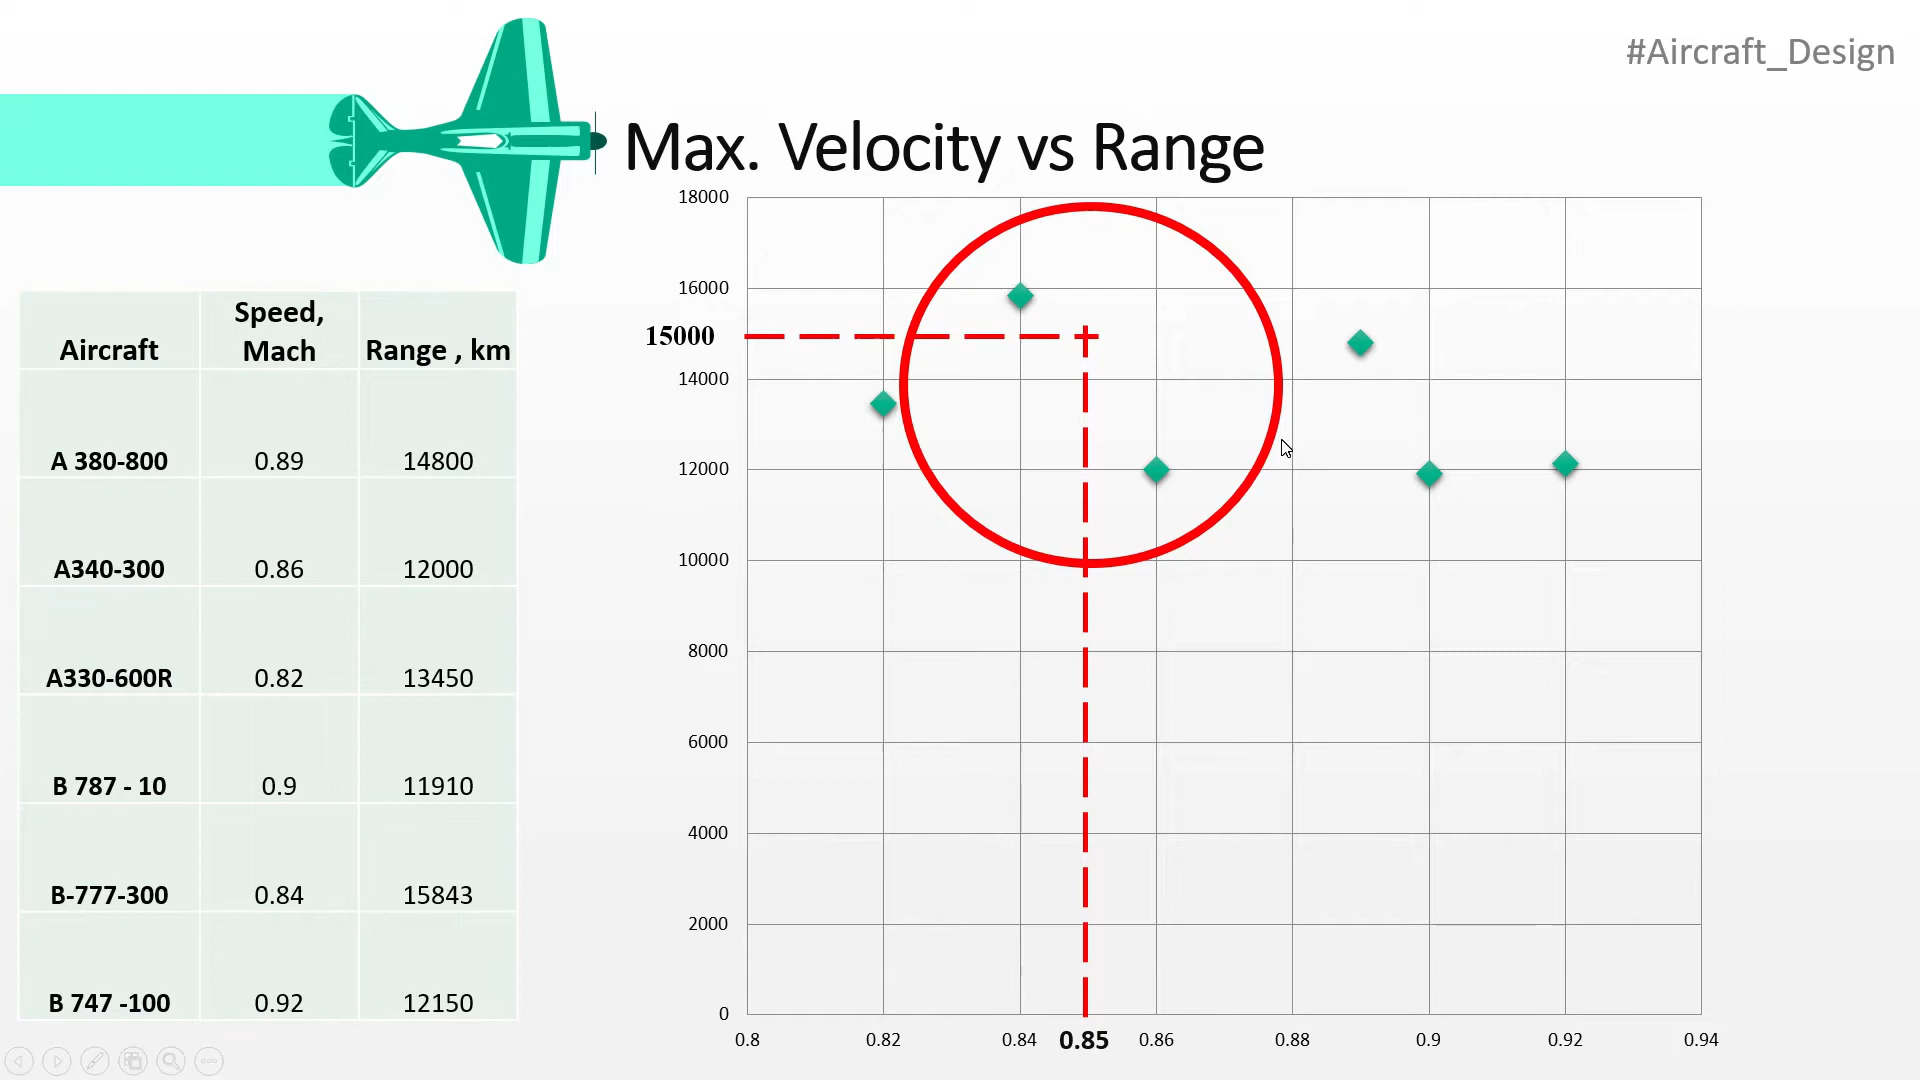 #Aircraft_Design
Max. Velocity vs Range
Aircraft Speed, Mach Range , km
A 380-800 0.89 14800
A340-300 0.86 12000
A330-600R 0.82 13450
B 787 - 10 0.9 11910
B-777-300 0.84 15843
B 747 -100 0.92 12150
18000
16000
15000
14000
12000
10000
8000
6000
4000
2000
0
0.8 0.82 0.84 0.85 0.86 0.88 0.9 0.92 0.94